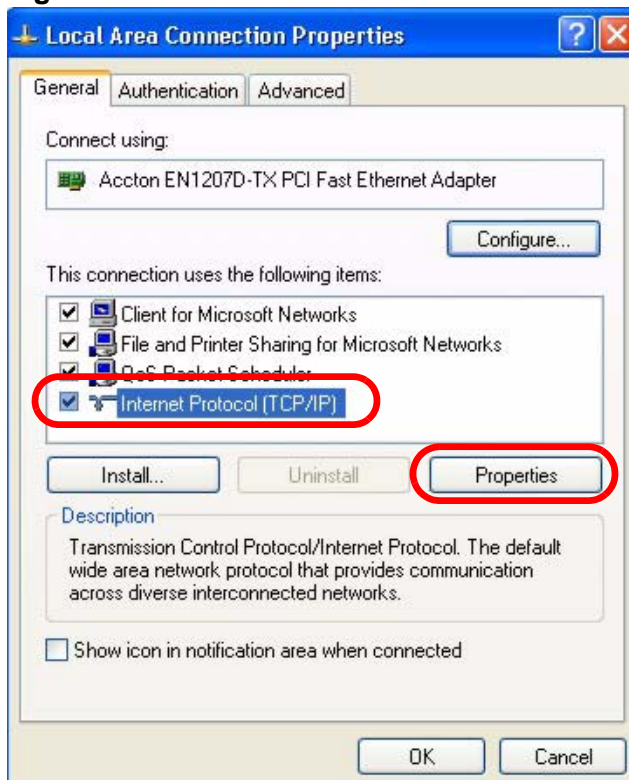 Local Area Connection Properties
General Authentication Advanced
Connect using:
Accton EN1207D-TX PCI Fast Ethernet Adapter
Configure...
This connection uses the following items:
Client for Microsoft Networks
File and Printer Sharing for Microsoft Networks
QoS Packet Scheduler
Internet Protocol (TCP/IP)
Install... Uninstall Properties
Description
Transmission Control Protocol/Internet Protocol. The default
wide area network protocol that provides communication
across diverse interconnected networks.
Show icon in notification area when connected
OK Cancel